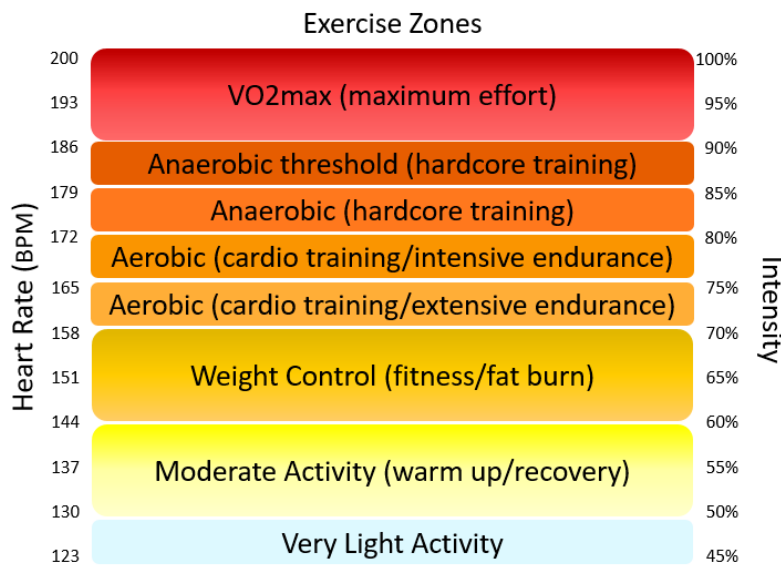 Exercise Zones
200
100%
VO2max (maximum effort)
193
95%
186
90%
Anaerobic threshold (hardcore training)
179
85%
Anaerobic (hardcore training)
172
80%
Aerobic (cardio training/intensive endurance)
165
75%
Aerobic (cardio training/extensive endurance)
158
70%
Weight Control (fitness/fat burn)
151
65%
144
60%
Moderate Activity (warm up/recovery)
137
55%
130
50%
Very Light Activity
123
45%
Heart Rate (BPM)
Intensity